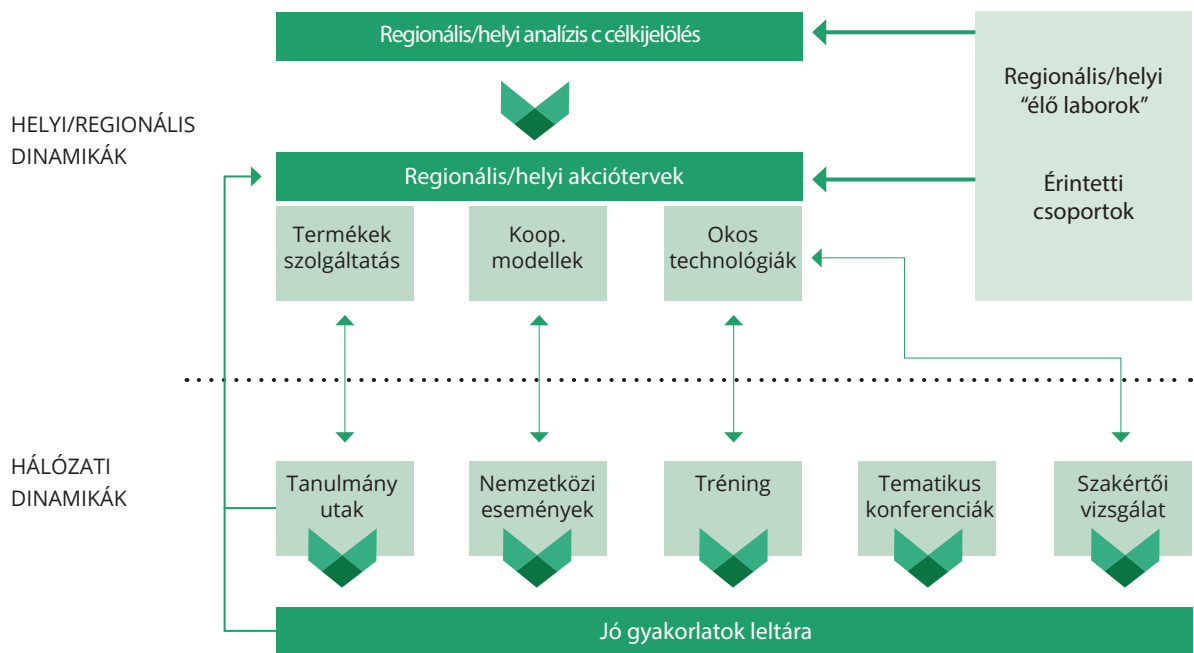 Regionális/helyi analízis c célkijelölés
Regionális/helyi
“élő laborok”
Érintetti
csoportok
HELYI/REGIONÁLIS
DINAMIKÁK
Regionális/helyi akciótervek
Termékek
szolgáltatás
Koop.
modellek
Okos
technológiák
HÁLÓZATI
DINAMIKÁK
Tanulmány
utak
Nemzetközi
események
Tréning
Tematikus
konferenciák
Szakértői
vizsgálat
Jó gyakorlatok leltára